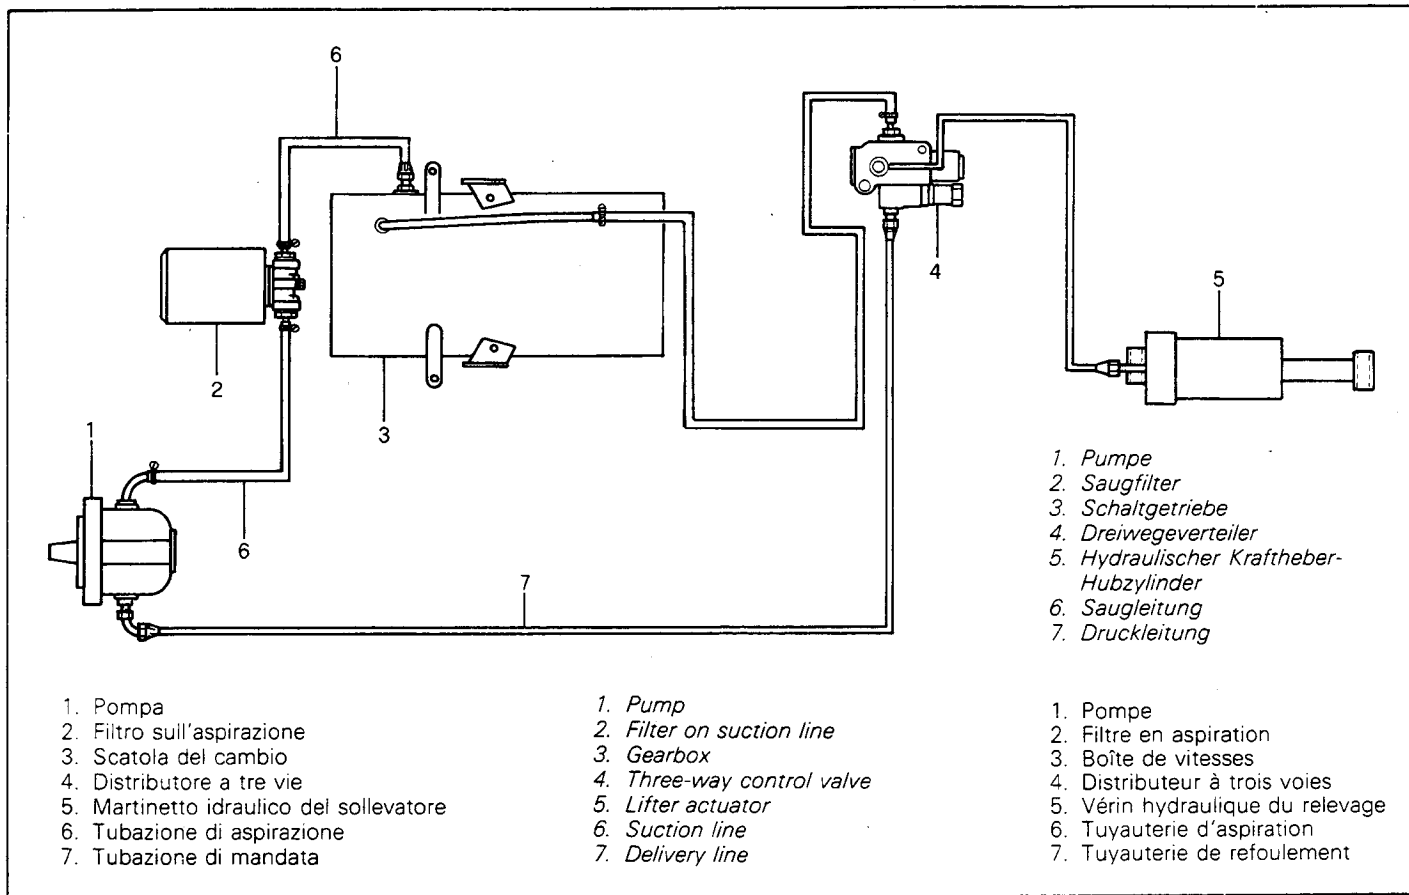 6
4
5
2
3
1
6
7
1. Pumpe
2. Saugfilter
3. Schaltgetriebe
4. Dreiwegeverteiler
5. Hydraulischer Kraftheber-
Hubzylinder
6. Saugleitung
7. Druckleitung
1. Pompa
2. Filtro sull'aspirazione
3. Scatola del cambio
4. Distributore a tre vie
5. Martinetto idraulico del sollevatore
6. Tubazione di aspirazione
7. Tubazione di mandata
1. Pump
2. Filter on suction line
3. Gearbox
4. Three-way control valve
5. Lifter actuator
6. Suction line
7. Delivery line
1. Pompe
2. Filtre en aspiration
3. Boîte de vitesses
4. Distributeur à trois voies
5. Vérin hydraulique du relevage
6. Tuyauterie d'aspiration
7. Tuyauterie de refoulement